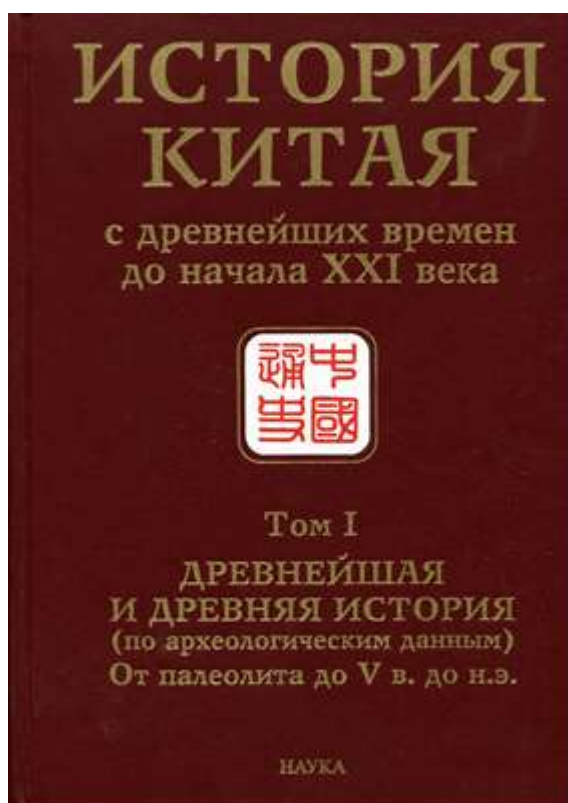 ИСТОРИЯ
КИТАЯ
с древнейших времен
до начала XXI века
中國
通史
Том I
ДРЕВНЕЙШАЯ
И ДРЕВНЯЯ ИСТОРИЯ
(по археологическим данным)
От палеолита до V в. до н.э.
НАУКА